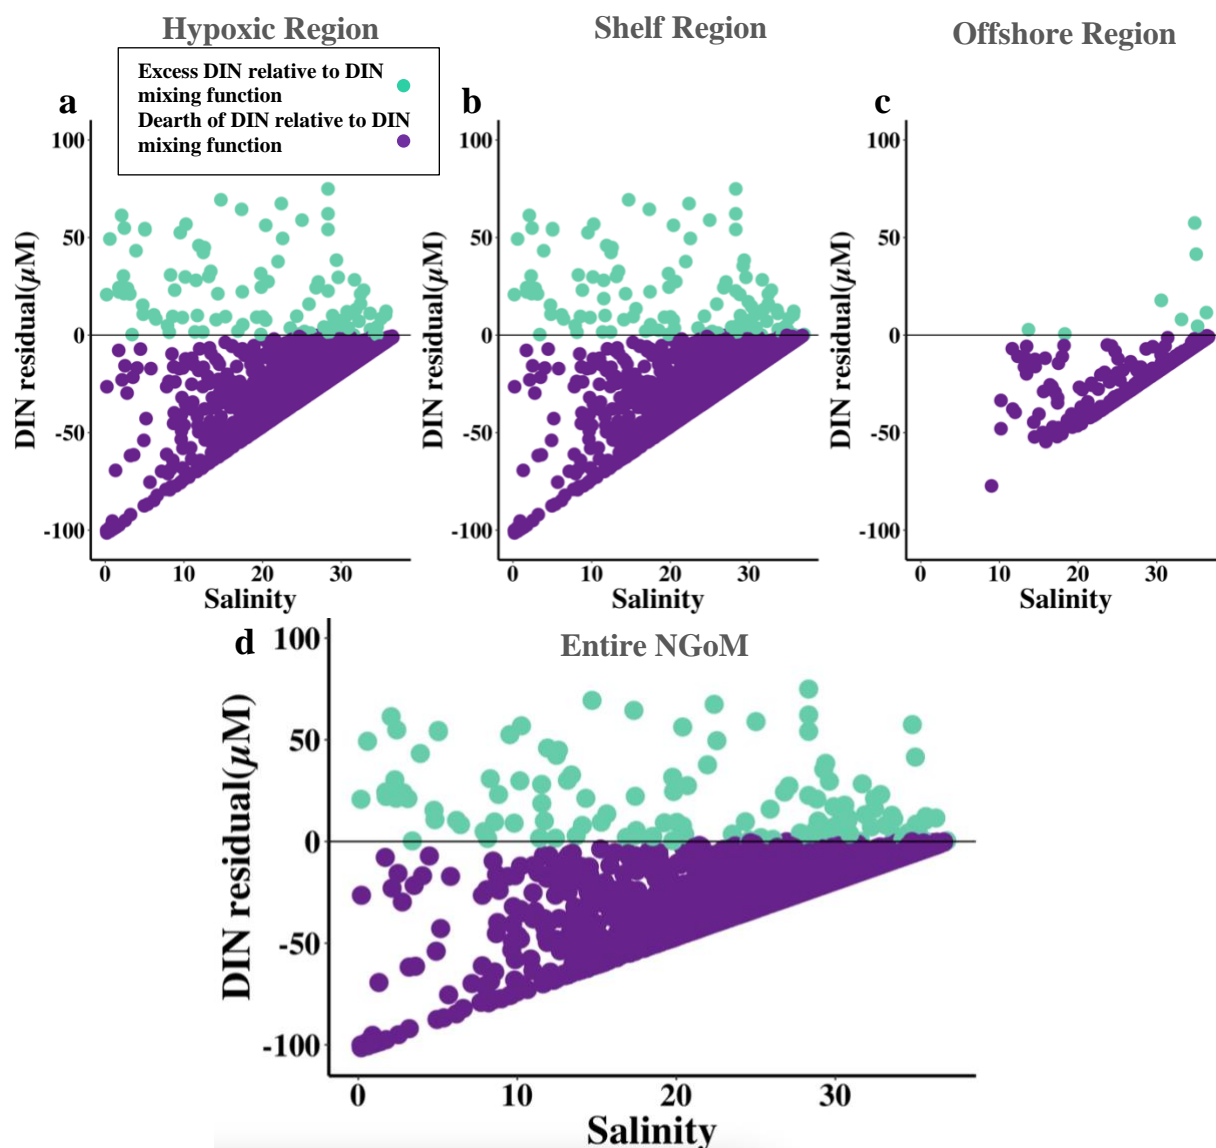 Hypoxic Region
Shelf Region
Offshore Region
Excess DIN relative to DIN
mixing function
Dearth of DIN relative to DIN
mixing function
a
100
50
0
-50
-100
DIN residual(μM)
0 10 20 30
Salinity
b
100
50
0
-50
-100
DIN residual(μM)
0 10 20 30
Salinity
c
100
50
0
-50
-100
DIN residual(μM)
0 10 20 30
Salinity
d
Entire NGoM
100
50
0
-50
-100
DIN residual(μM)
0 10 20 30
Salinity